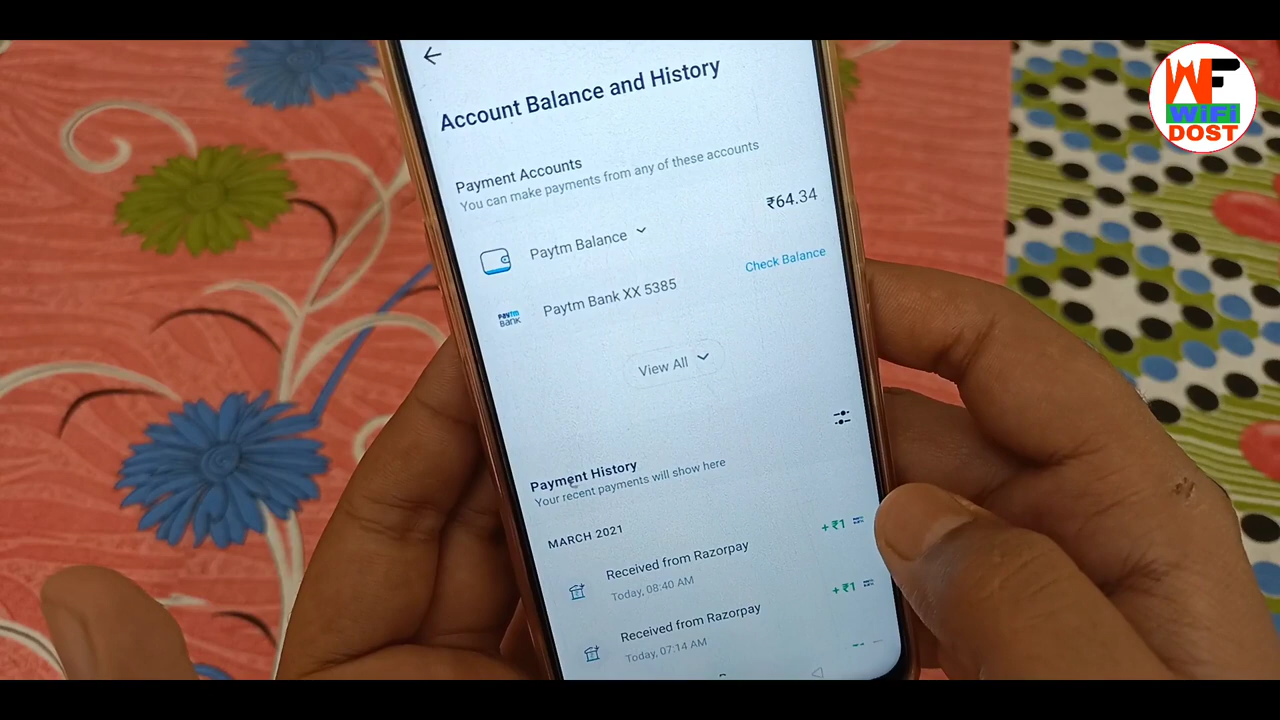 WF
WiFi
DOST
Account Balance and History
Payment Accounts
You can make payments from any of these accounts
Paytm Balance ₹64.34
paytm
BANK
Paytm Bank XX 5385 Check Balance
View All
Payment History
Your recent payments will show here
MARCH 2021
Received from Razorpay +₹1
Today, 08:40 AM
Received from Razorpay +₹1
Today, 07:14 AM